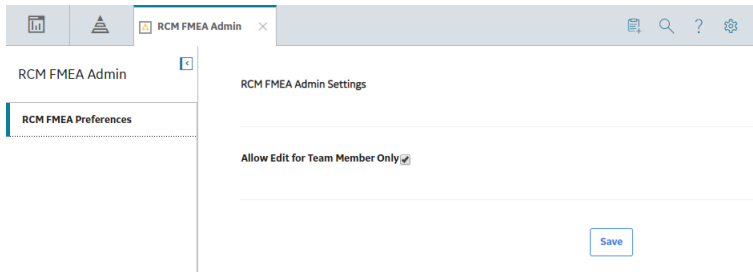 RCM FMEA Admin
RCM FMEA Admin
RCM FMEA Preferences
RCM FMEA Admin Settings
Allow Edit for Team Member Only
Save